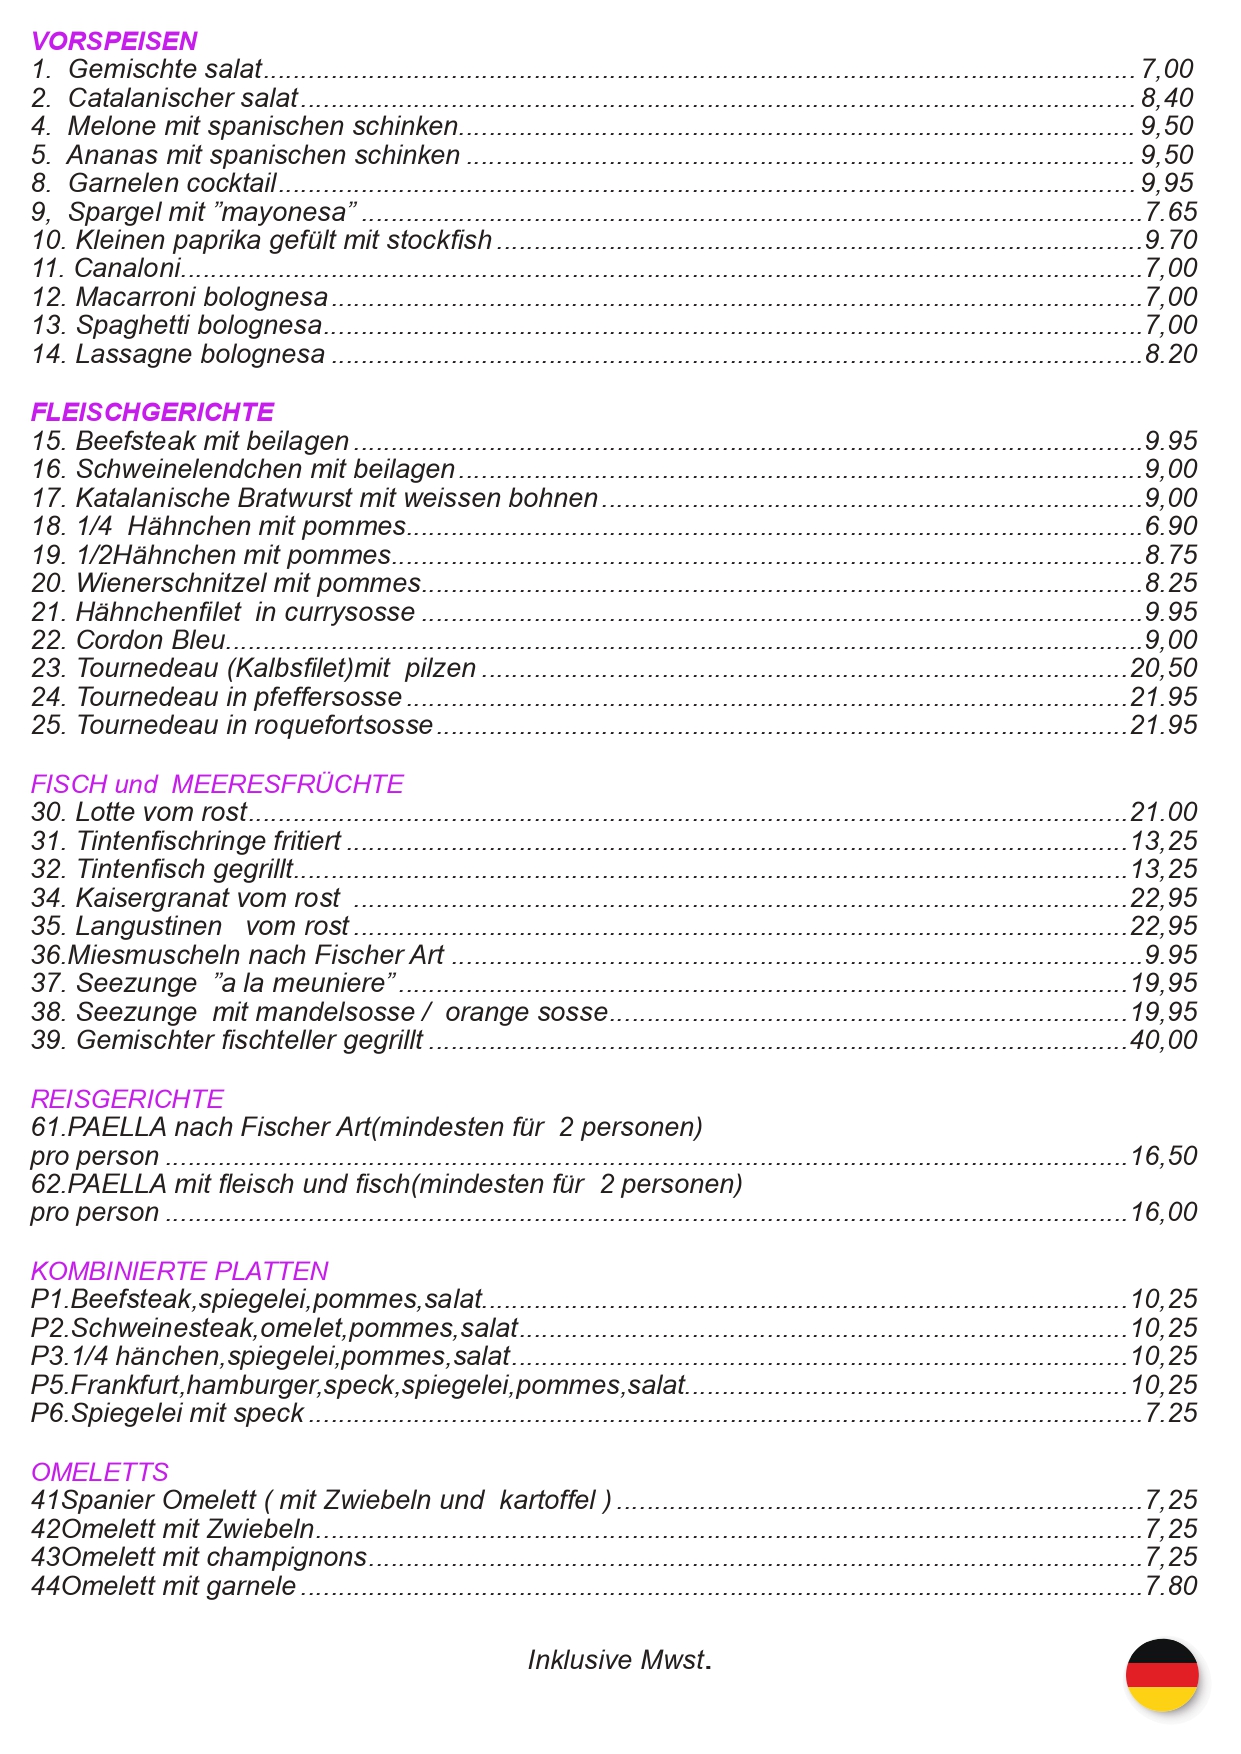 VORSPEISEN
1. Gemischte salat........................................................................................................................ 7,00
2. Catalanischer salat................................................................................................................... 8,40
4. Melone mit spanischen schinken............................................................................................. 9,50
5. Ananas mit spanischen schinken ............................................................................................ 9,50
8. Garnelen cocktail...................................................................................................................... 9,95
9, Spargel mit ”mayonesa” ...........................................................................................................7.65
10. Kleinen paprika gefült mit stockfish .........................................................................................9.70
11. Canaloni...................................................................................................................................7,00
12. Macarroni bolognesa ...............................................................................................................7,00
13. Spaghetti bolognesa................................................................................................................7,00
14. Lassagne bolognesa ...............................................................................................................8.20
FLEISCHGERICHTE
15. Beefsteak mit beilagen ............................................................................................................9.95
16. Schweinelendchen mit beilagen ..............................................................................................9,00
17. Katalanische Bratwurst mit weissen bohnen ...........................................................................9,00
18. 1/4 Hähnchen mit pommes.....................................................................................................6.90
19. 1/2Hähnchen mit pommes.......................................................................................................8.75
20. Wienerschnitzel mit pommes...................................................................................................8.25
21. Hähnchenfilet in currysosse ...................................................................................................9.95
22. Cordon Bleu.............................................................................................................................9,00
23. Tournedeau (Kalbsfilet)mit pilzen ........................................................................................20,50
24. Tournedeau in pfeffersosse ...................................................................................................21.95
25. Tournedeau in roquefortsosse ...............................................................................................21.95
FISCH und MEERESFRÜCHTE
30. Lotte vom rost........................................................................................................................21.00
31. Tintenfischringe fritiert ...........................................................................................................13,25
32. Tintenfisch gegrillt..................................................................................................................13,25
34. Kaisergranat vom rost ..........................................................................................................22,95
35. Langustinen vom rost ..........................................................................................................22,95
36.Miesmuscheln nach Fischer Art ...............................................................................................9.95
37. Seezunge ”a la meuniere” ....................................................................................................19,95
38. Seezunge mit mandelsosse / orange sosse.......................................................................19,95
39. Gemischter fischteller gegrillt ................................................................................................40,00
REISGERICHTE
61.PAELLA nach Fischer Art(mindesten für 2 personen)
pro person ...................................................................................................................................16,50
62.PAELLA mit fleisch und fisch(mindesten für 2 personen)
pro person ...................................................................................................................................16,00
KOMBINIERTE PLATTEN
P1.Beefsteak,spiegelei,pommes,salat........................................................................................10,25
P2.Schweinesteak,omelet,pommes,salat...................................................................................10,25
P3.1/4 hänchen,spiegelei,pommes,salat....................................................................................10,25
P5.Frankfurt,hamburger,speck,spiegelei,pommes,salat............................................................10,25
P6.Spiegelei mit speck ..................................................................................................................7.25
OMELETTS
41Spanier Omelett ( mit Zwiebeln und kartoffel ) ........................................................................7,25
42Omelett mit Zwiebeln.................................................................................................................7,25
43Omelett mit champignons..........................................................................................................7,25
44Omelett mit garnele ...................................................................................................................7.80
Inklusive Mwst.